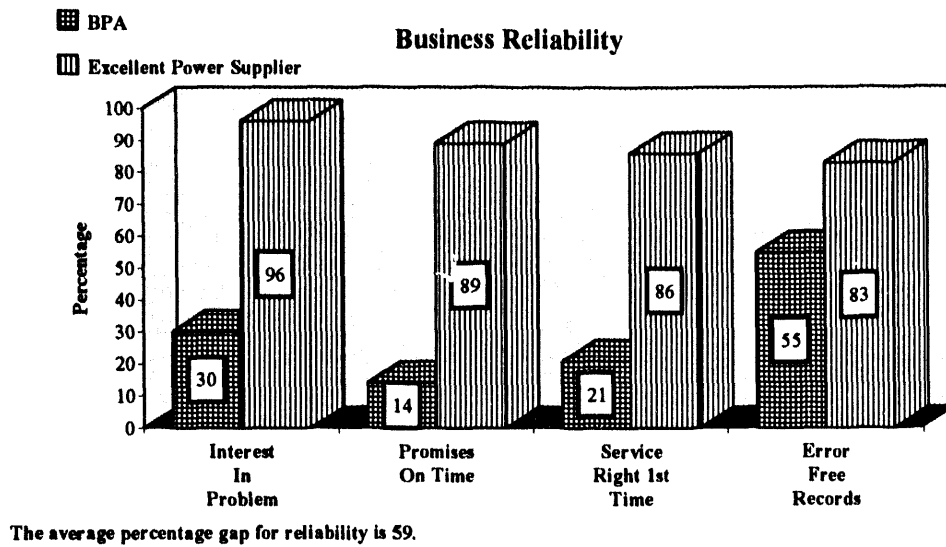 BPA
Excellent Power Supplier
Business Reliability
100
90
80
70
60
50
40
30
20
10
0
Percentage
30
96
14
89
21
86
55
83
Interest
In
Problem
Promises
On Time
Service
Right 1st
Time
Error
Free
Records
The average percentage gap for reliability is 59.